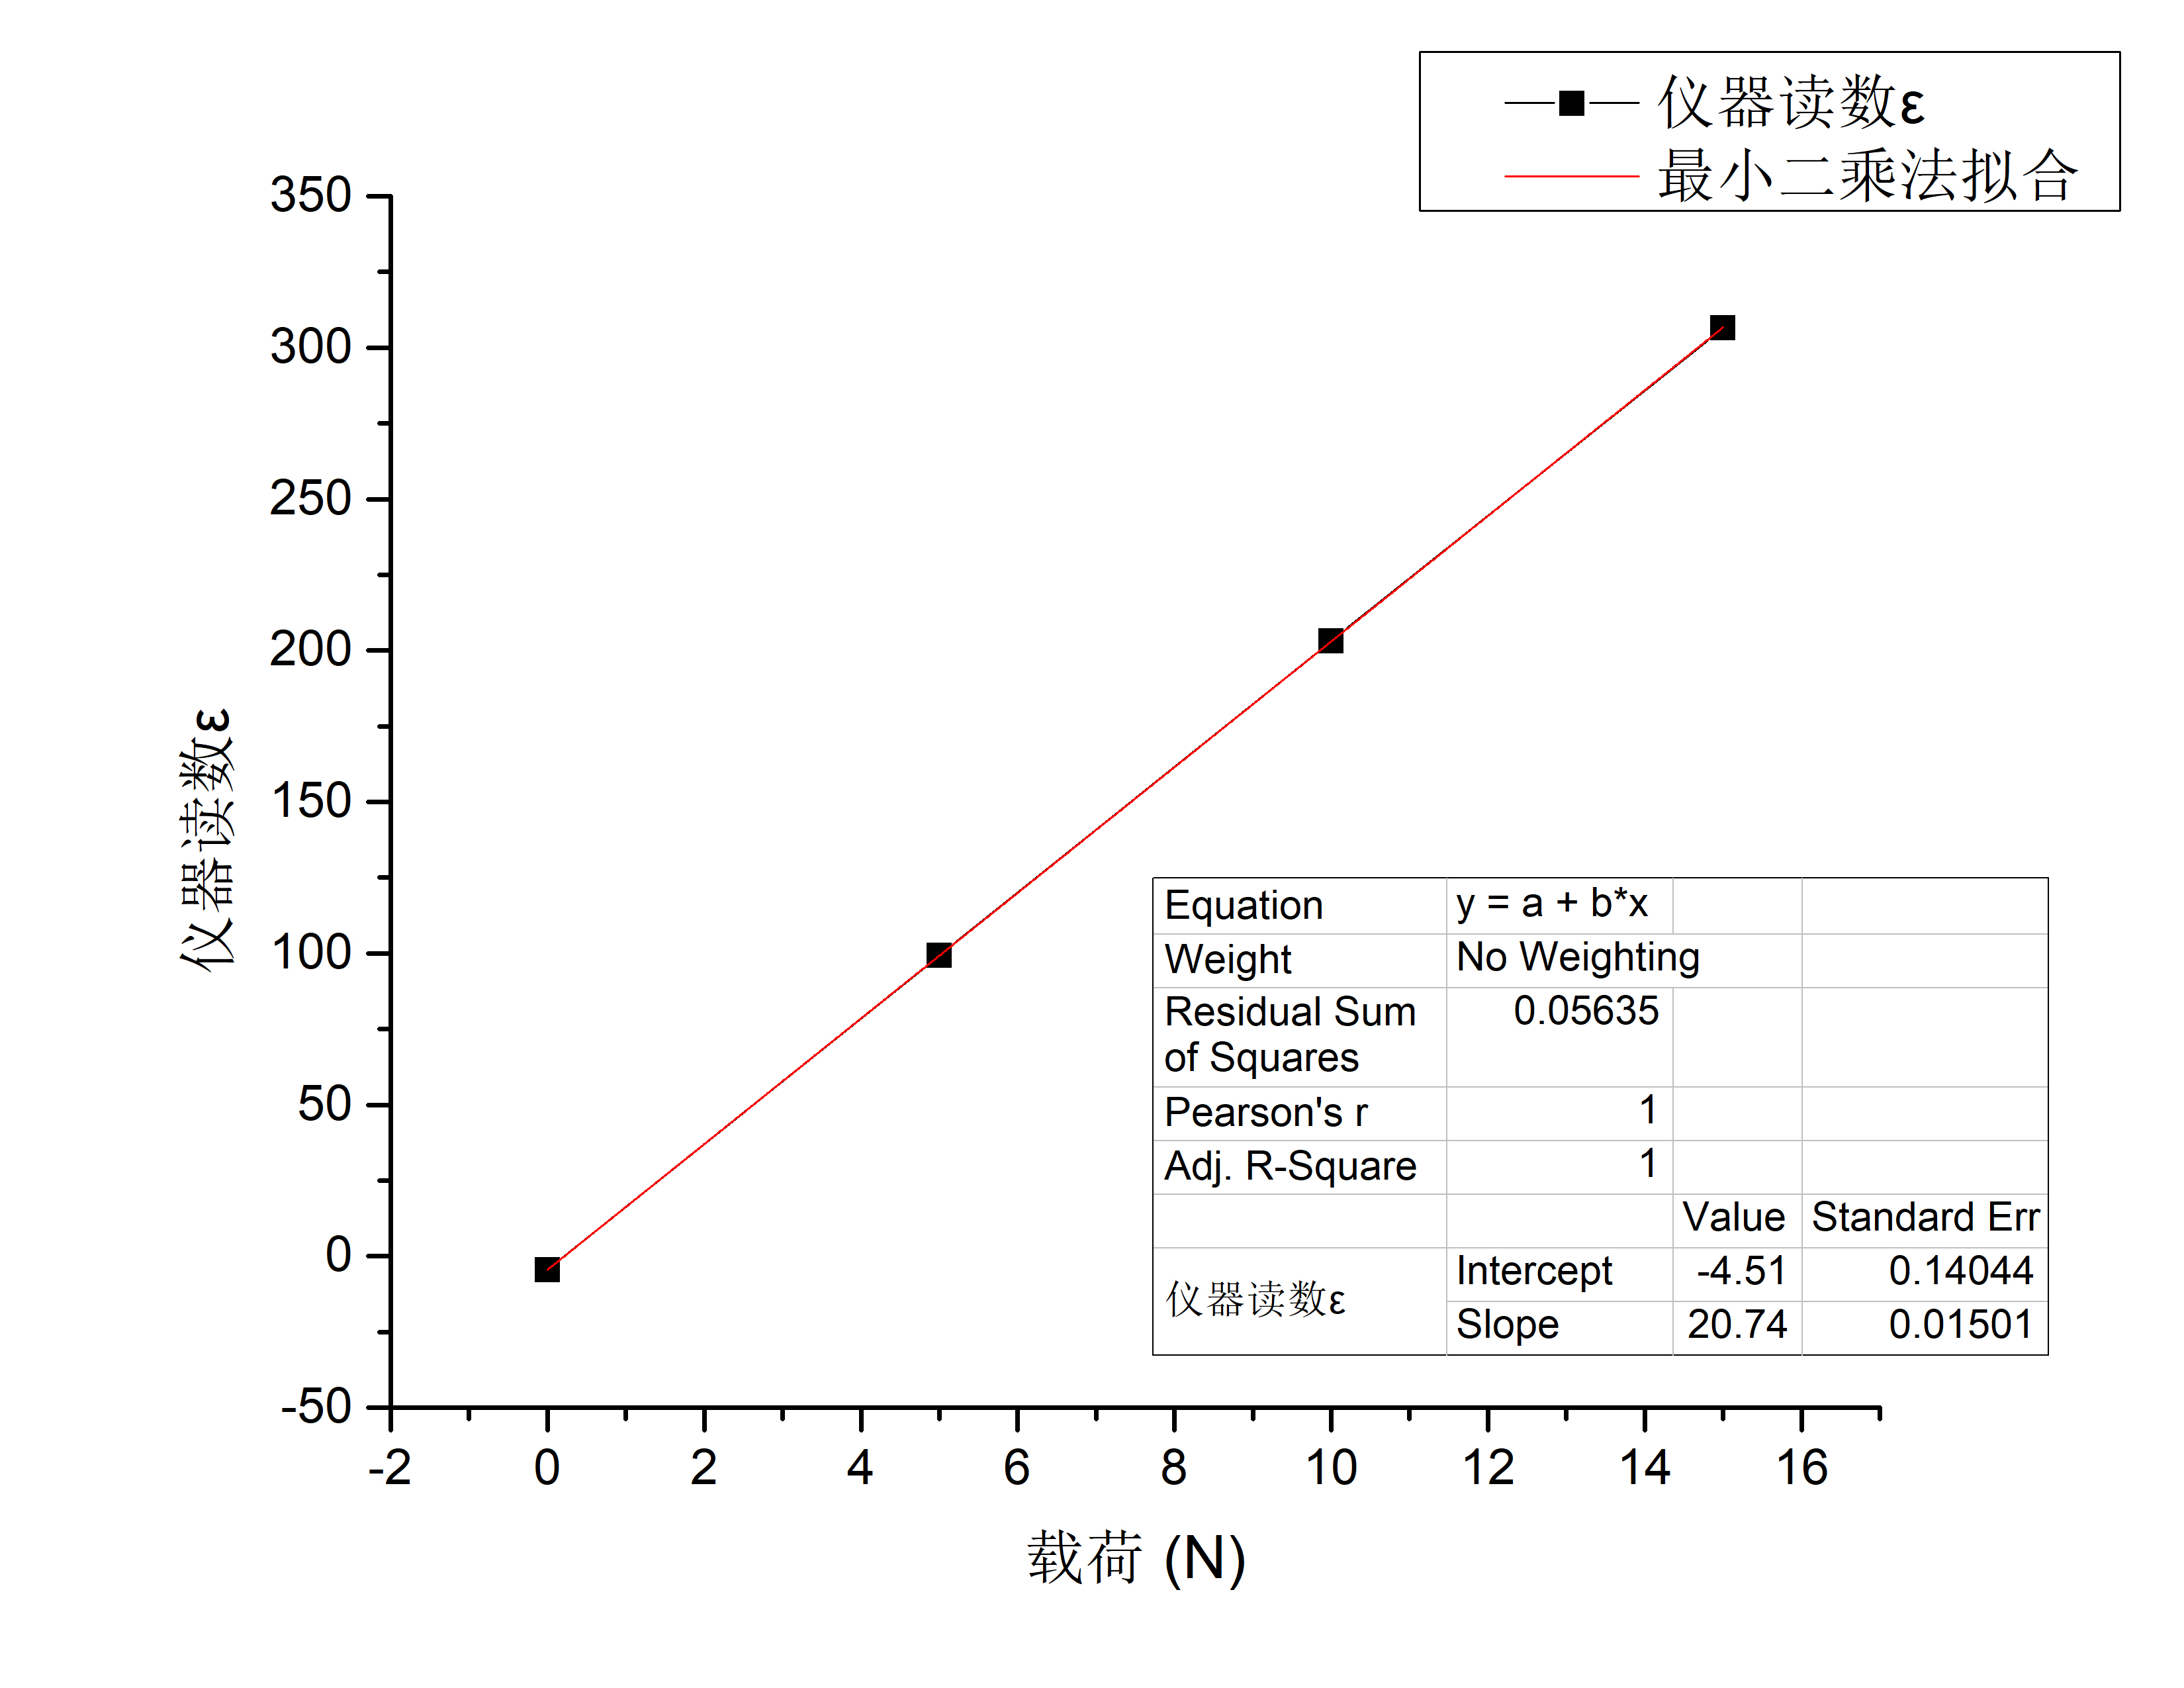 仪器读数ε
最小二乘法拟合
350
300
250
200
150
100
50
0
-50
仪器读数ε
-2 0 2 4 6 8 10 12 14 16
载荷 (N)
Equation y = a + b*x
Weight No Weighting
Residual Sum 0.05635
of Squares
Pearson's r 1
Adj. R-Square 1
Value Standard Err
仪器读数ε Intercept -4.51 0.14044
Slope 20.74 0.01501